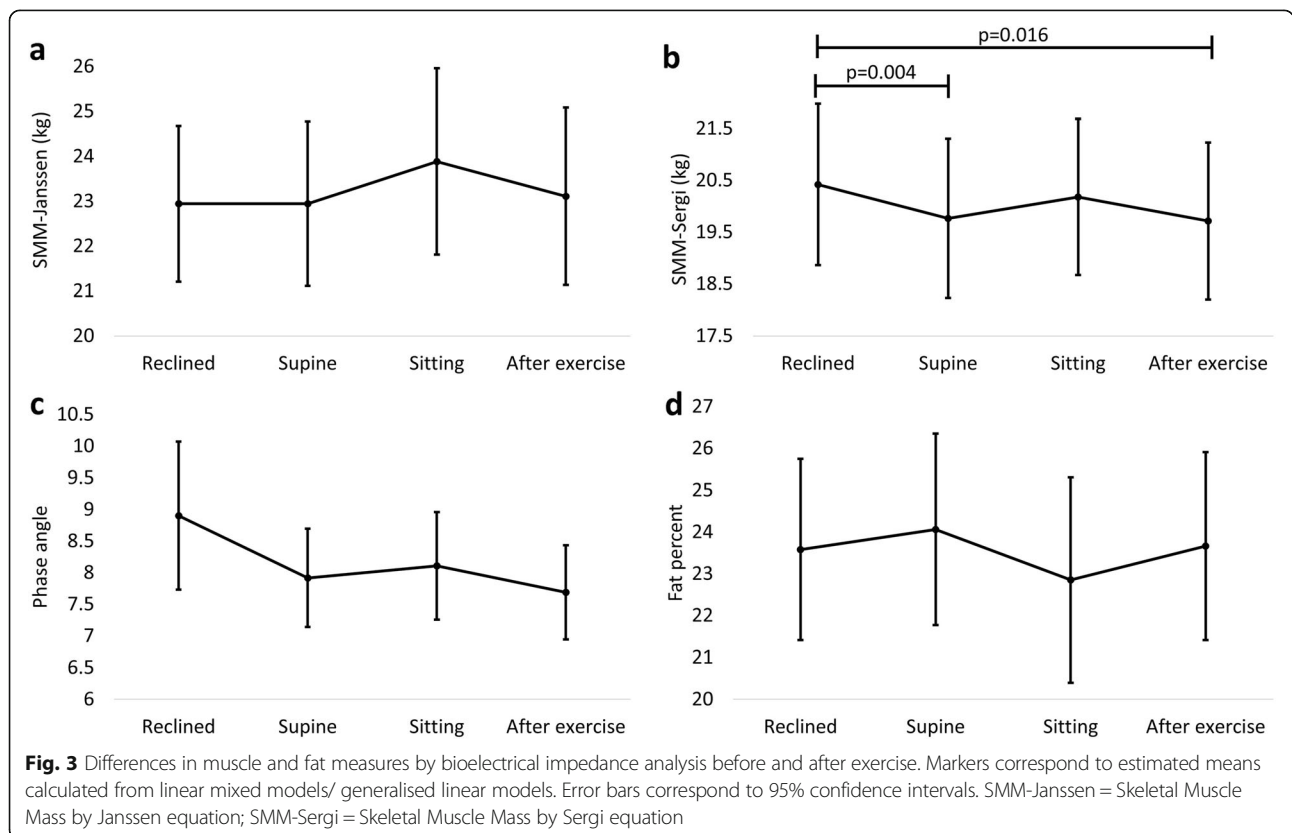 a
SMM-Janssen (kg)
26
25
24
23
22
21
20
Reclined Supine Sitting After exercise
b
p=0.016
p=0.004
SMM-Sergi (kg)
21.5
20.5
19.5
18.5
17.5
Reclined Supine Sitting After exercise
c
Phase angle
10.5
10
9.5
9
8.5
8
7.5
7
6.5
6
Reclined Supine Sitting After exercise
d
Fat percent
27
26
25
24
23
22
21
20
Reclined Supine Sitting After exercise
Fig. 3 Differences in muscle and fat measures by bioelectrical impedance analysis before and after exercise. Markers correspond to estimated means
calculated from linear mixed models/ generalised linear models. Error bars correspond to 95% confidence intervals. SMM-Janssen = Skeletal Muscle
Mass by Janssen equation; SMM-Sergi = Skeletal Muscle Mass by Sergi equation